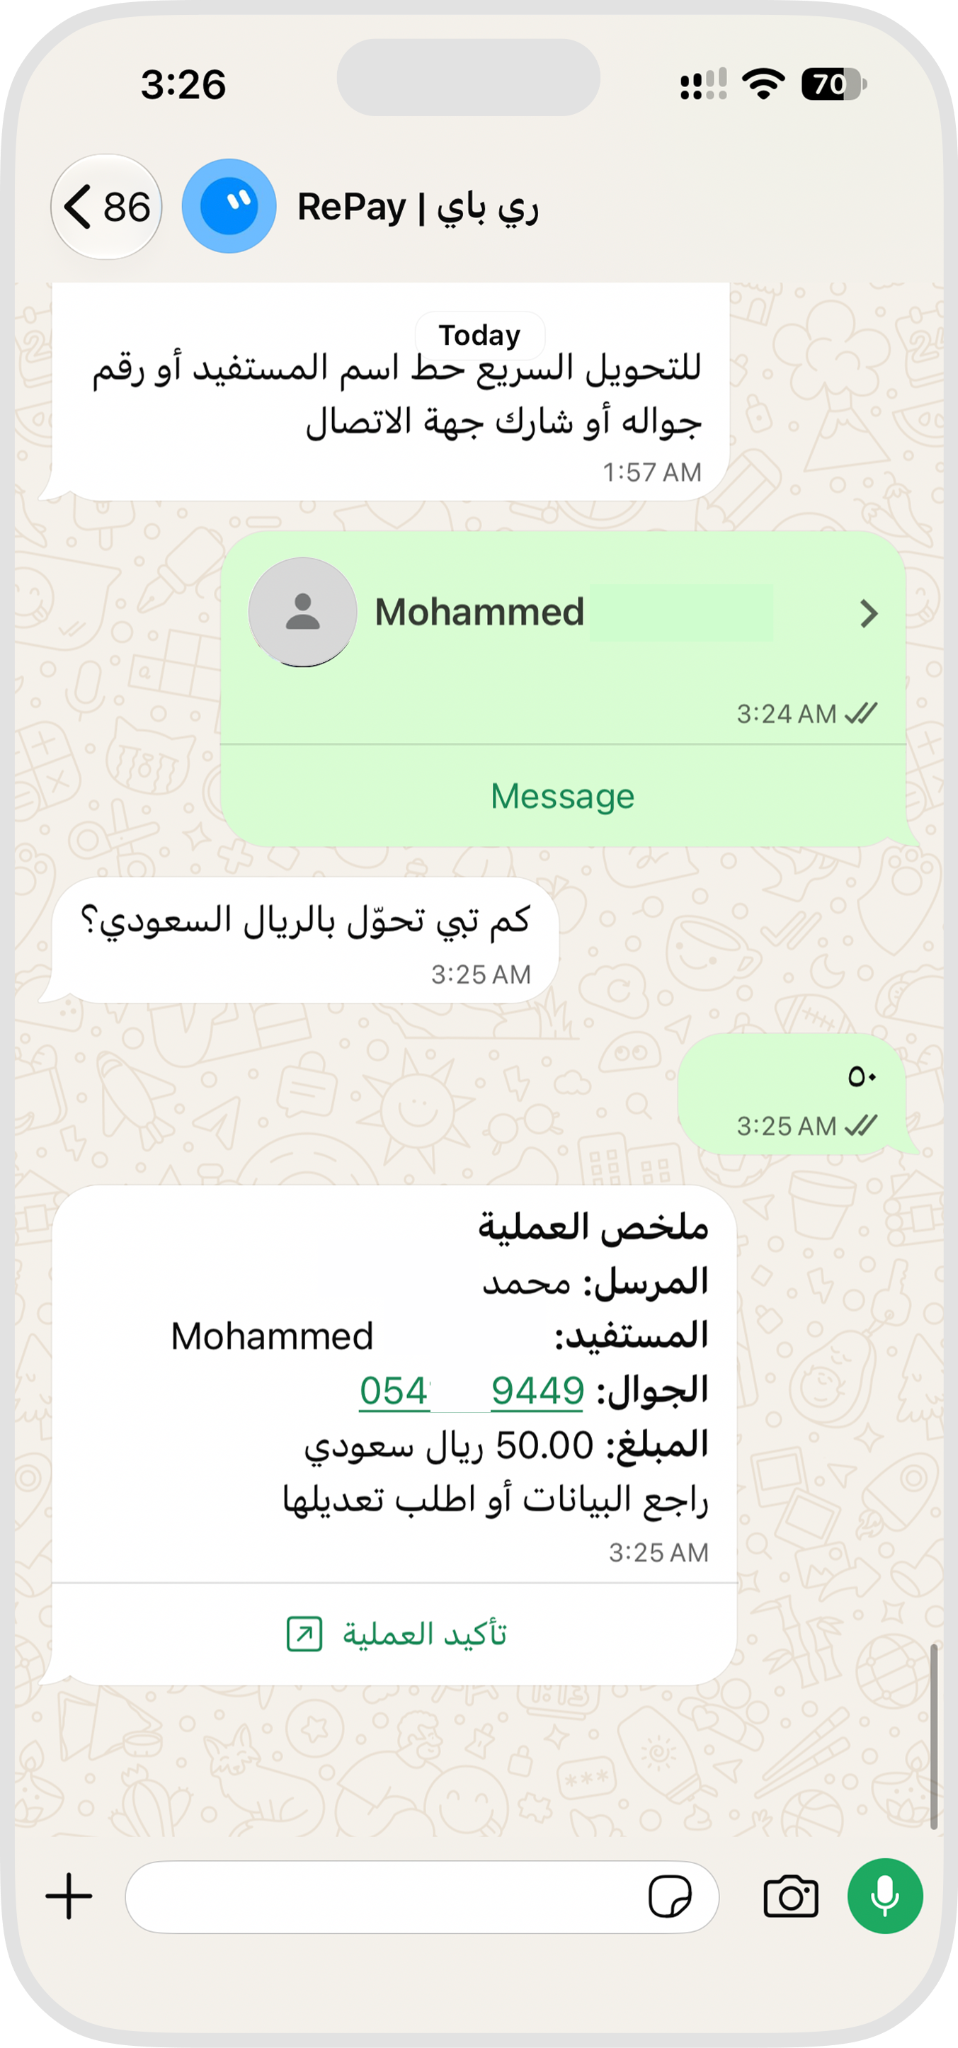 3:26
70
86
RePay | ري باي
Today
للتحويل السريع حط اسم المستفيد أو رقم
جواله أو شارك جهة الاتصال
1:57 AM
Mohammed
3:24 AM
Message
كم تبي تحوّل بالريال السعودي؟
3:25 AM
٥٠
3:25 AM
ملخص العملية
المرسل: محمد
المستفيد: Mohammed
الجوال: 054 9449
المبلغ: 50.00 ريال سعودي
راجع البيانات أو اطلب تعديلها
3:25 AM
تأكيد العملية